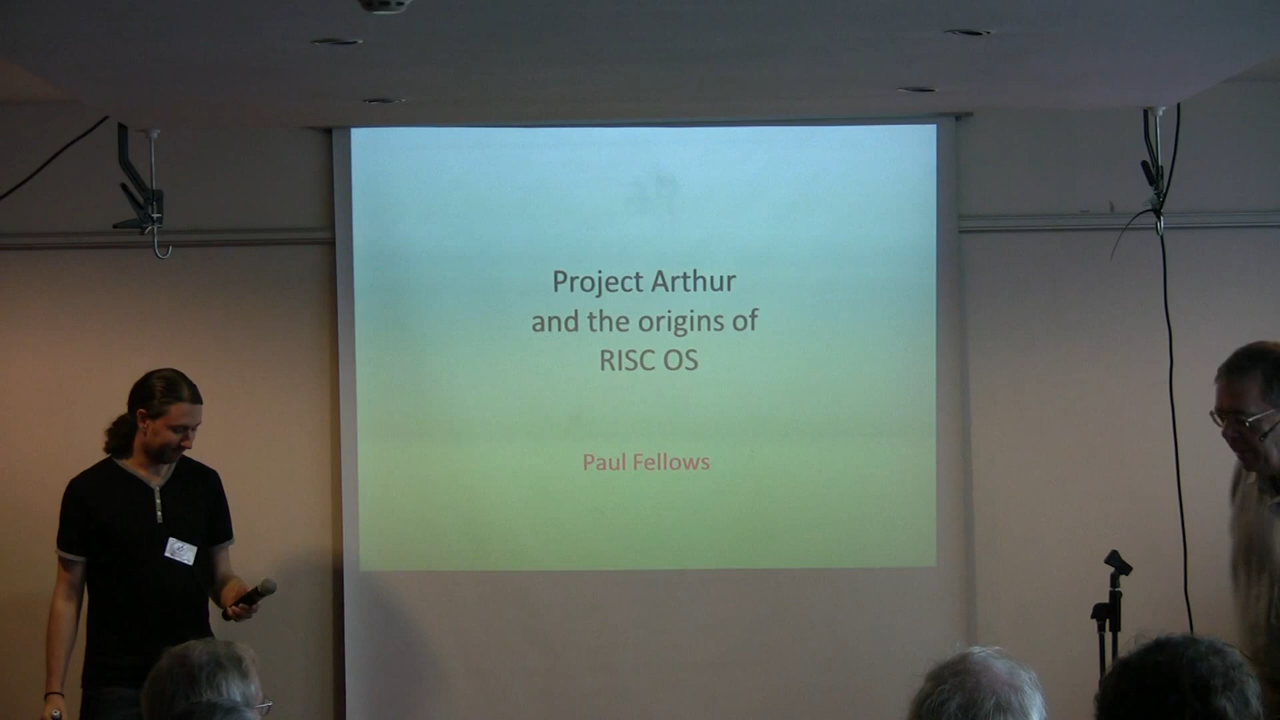 Project Arthur
and the origins of
RISC OS
Paul Fellows